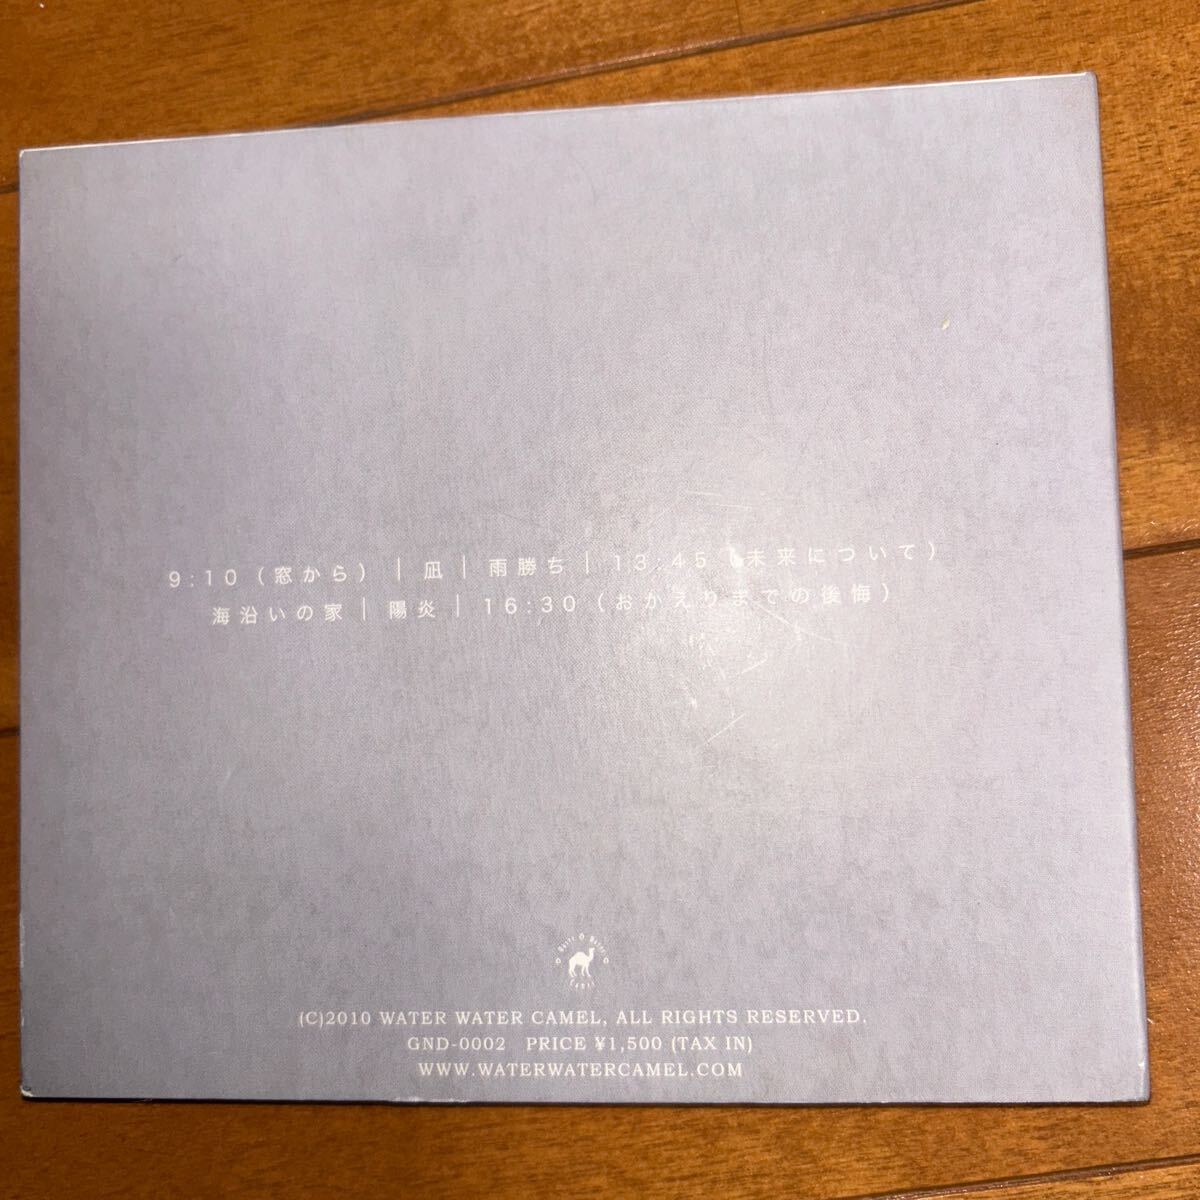 9:10（窓から）｜凪｜雨勝ち｜13:45（未来について）
海沿いの家｜陽炎｜16:30（おかえりまでの後悔）
(C)2010 WATER WATER CAMEL, ALL RIGHTS RESERVED.
GND-0002 PRICE ¥1,500 (TAX IN)
WWW.WATERWATERCAMEL.COM